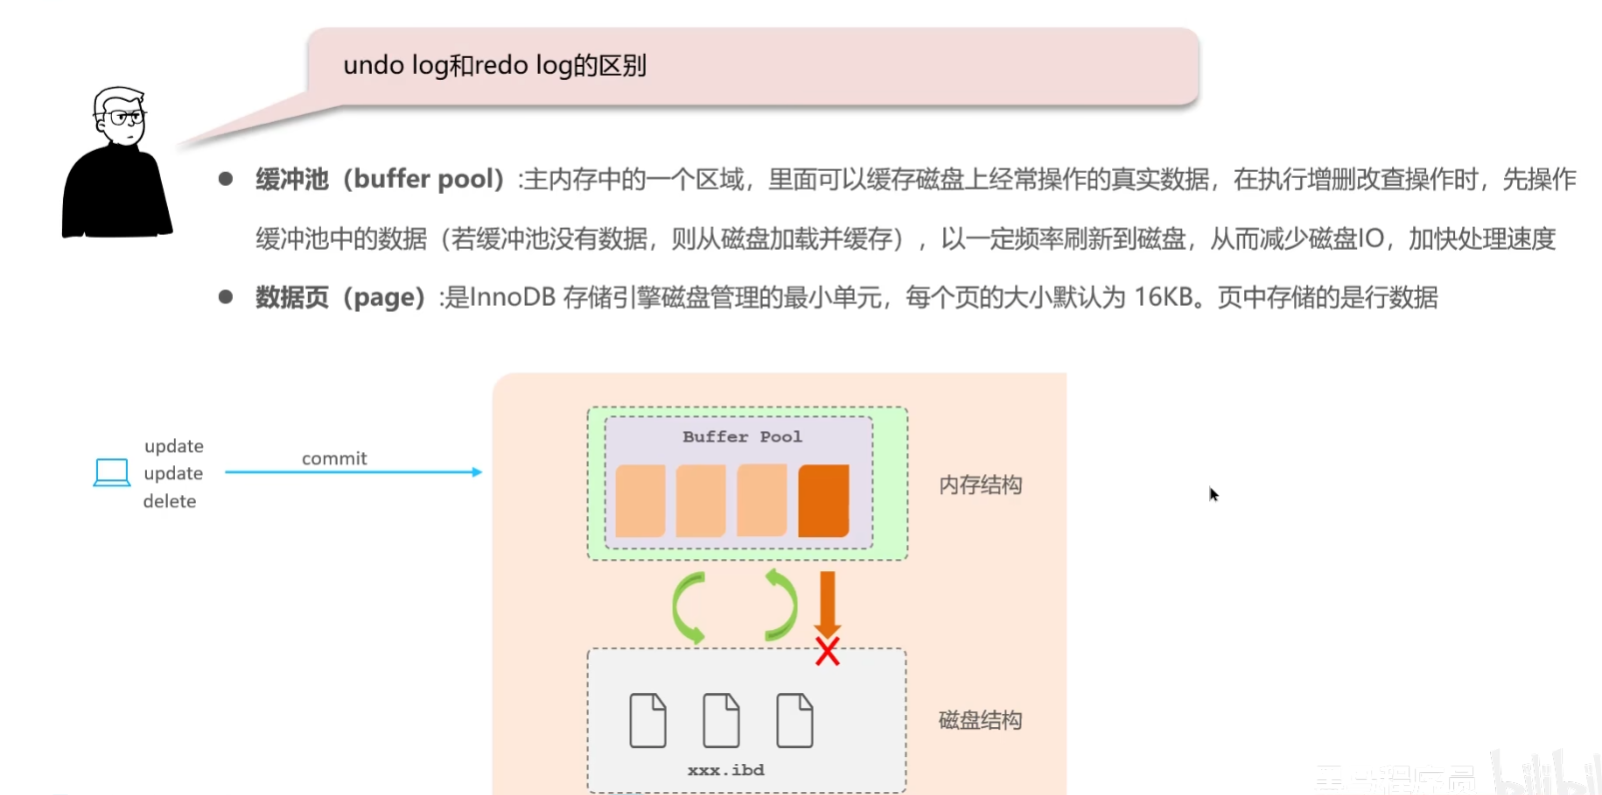 undo log和redo log的区别
缓冲池（buffer pool）:主内存中的一个区域，里面可以缓存磁盘上经常操作的真实数据，在执行增删改查操作时，先操作
缓冲池中的数据（若缓冲池没有数据，则从磁盘加载并缓存），以一定频率刷新到磁盘，从而减少磁盘IO，加快处理速度
数据页（page）:是InnoDB 存储引擎磁盘管理的最小单元，每个页的大小默认为 16KB。页中存储的是行数据
update
update
delete
commit
Buffer Pool
内存结构
磁盘结构
xxx.ibd
bilibili